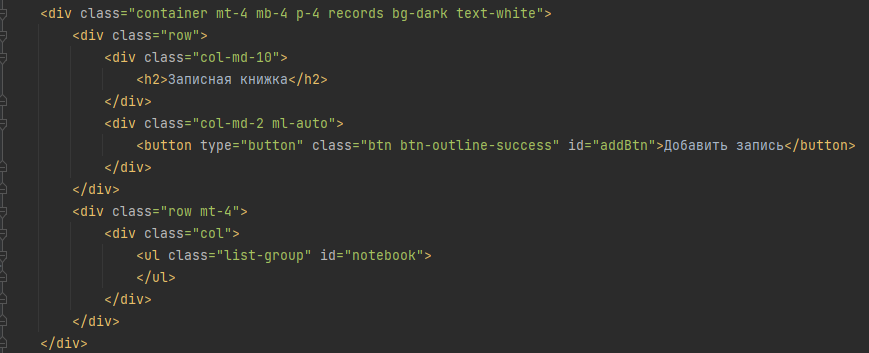 <div class="container mt-4 mb-4 p-4 records bg-dark text-white">
<div class="row">
<div class="col-md-10">
<h2>Записная книжка</h2>
</div>
<div class="col-md-2 ml-auto">
<button type="button" class="btn btn-outline-success" id="addBtn">Добавить запись</button>
</div>
</div>
<div class="row mt-4">
<div class="col">
<ul class="list-group" id="notebook">
</ul>
</div>
</div>
</div>